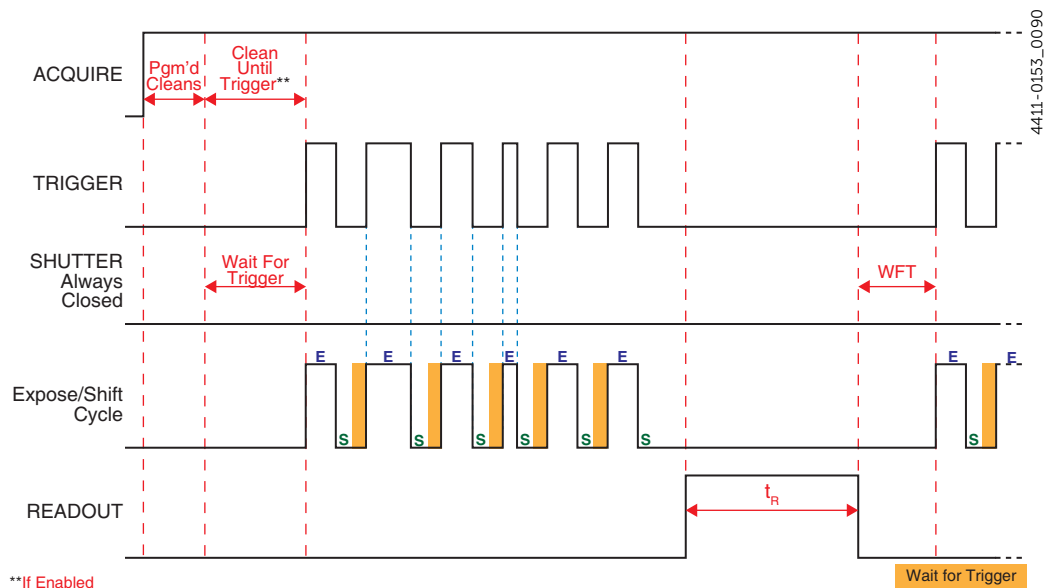 4411-0153_0090
ACQUIRE
Pgm'd
Cleans
Clean
Until
Trigger**
TRIGGER
SHUTTER
Always
Closed
Wait For
Trigger
WFT
Expose/Shift
Cycle
E E E E E E E E
S S S S S S S
READOUT
tR
**If Enabled
Wait for Trigger